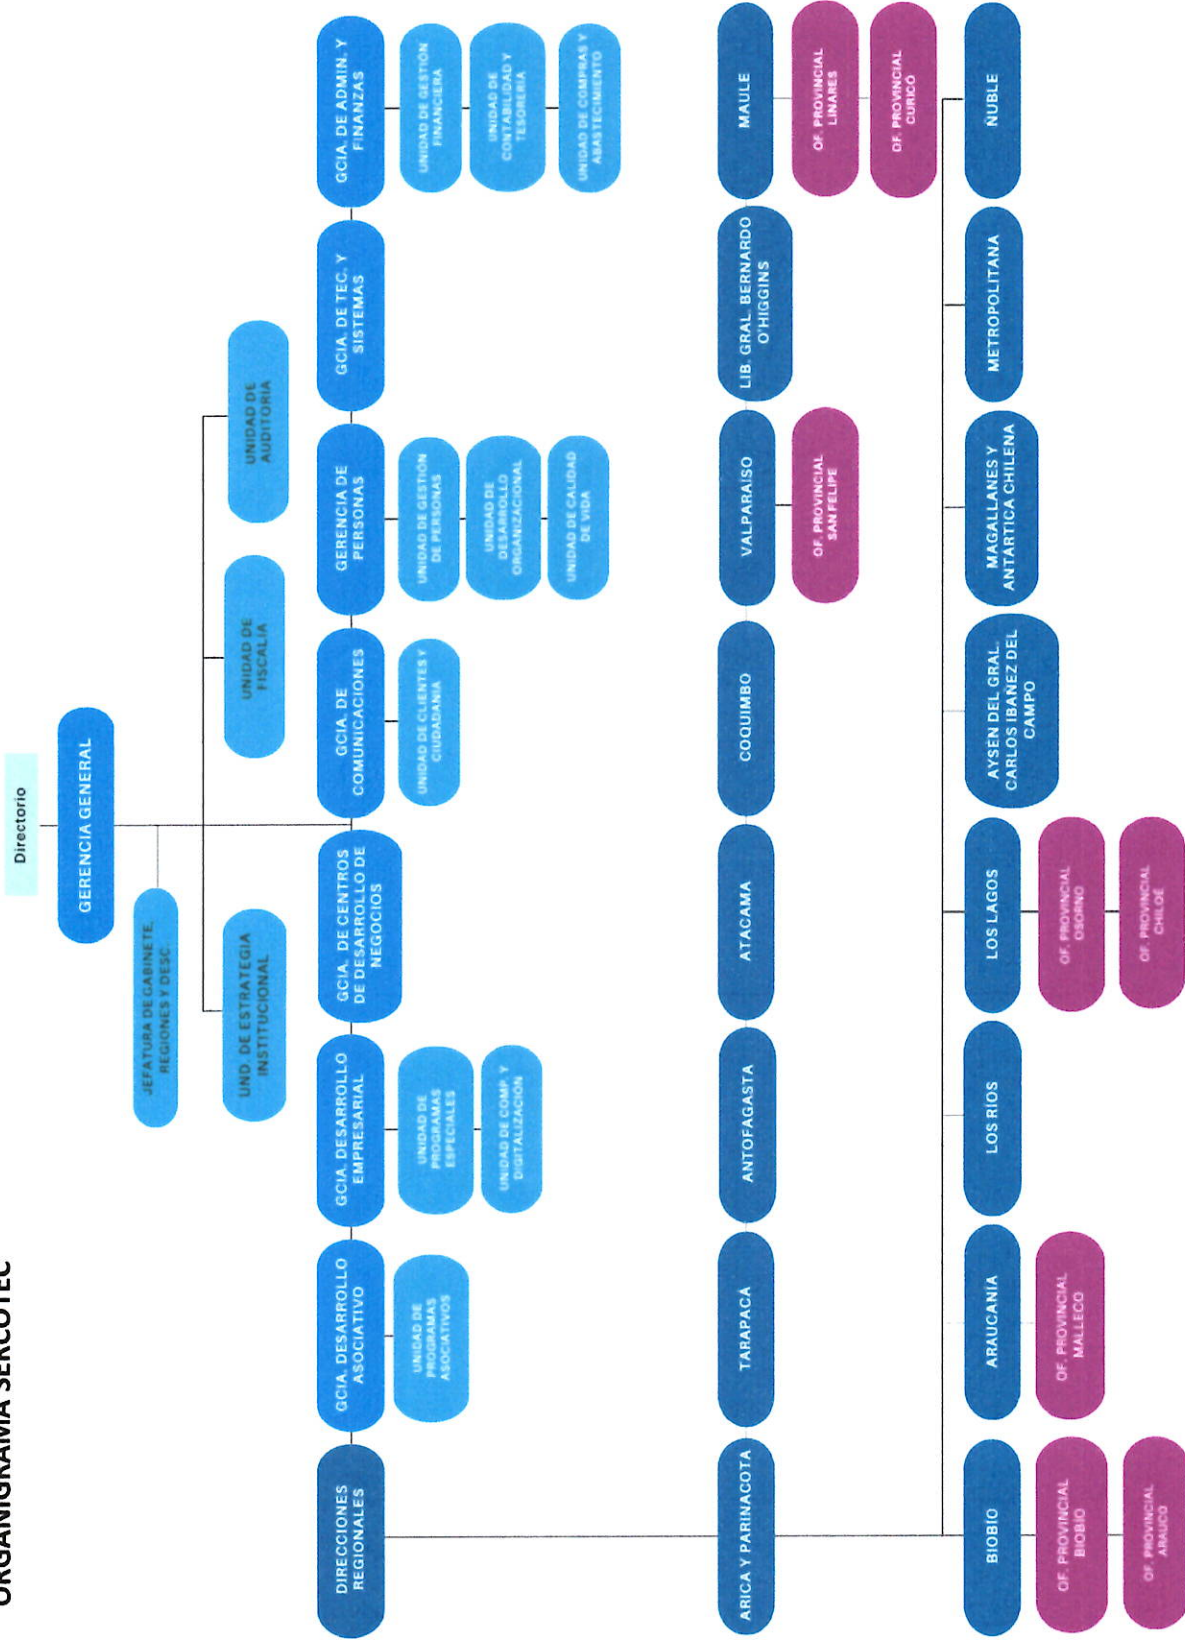 ORGANIGRAMA SERCOTEC
Directorio
GERENCIA GENERAL
JEFATURA DE GABINETE,
REGIONES Y DESC.
UND. DE ESTRATEGIA
INSTITUCIONAL
UNIDAD DE
FISCALIA
UNIDAD DE
AUDITORIA
DIRECCIONES
REGIONALES
GCIA. DESARROLLO
ASOCIATIVO
UNIDAD DE
PROGRAMAS
ASOCIATIVOS
GCIA. DESARROLLO
EMPRESARIAL
UNIDAD DE
PROGRAMAS
ESPECIALES
UNIDAD DE COMP. Y
DIGITALIZACIÓN
GCIA. DE CENTROS
DE DESARROLLO DE
NEGOCIOS
GCIA. DE
COMUNICACIONES
UNIDAD DE CLIENTES Y
CIUDADANIA
GERENCIA DE
PERSONAS
UNIDAD DE GESTIÓN
DE PERSONAS
UNIDAD DE
DESARROLLO
ORGANIZACIONAL
UNIDAD DE CALIDAD
DE VIDA
GCIA. DE TEC. Y
SISTEMAS
GCIA. DE ADMIN. Y
FINANZAS
UNIDAD DE GESTIÓN
FINANCIERA
UNIDAD DE
CONTABILIDAD Y
TESORERIA
UNIDAD DE COMPRAS Y
ABASTECIMIENTO
ARICA Y PARINACOTA
TARAPACÁ
ANTOFAGASTA
ATACAMA
COQUIMBO
VALPARAÍSO
OF. PROVINCIAL
SAN FELIPE
LIB. GRAL. BERNARDO
O'HIGGINS
MAULE
OF. PROVINCIAL
LINARES
OF. PROVINCIAL
CURICÓ
BIOBÍO
OF. PROVINCIAL
BIOBÍO
OF. PROVINCIAL
ARAUCO
ARAUCANÍA
OF. PROVINCIAL
MALLECO
LOS RÍOS
LOS LAGOS
OF. PROVINCIAL
OSORNO
OF. PROVINCIAL
CHILOÉ
AYSEN DEL GRAL.
CARLOS IBAÑEZ DEL
CAMPO
MAGALLANES Y
ANTARTICA CHILENA
METROPOLITANA
ÑUBLE